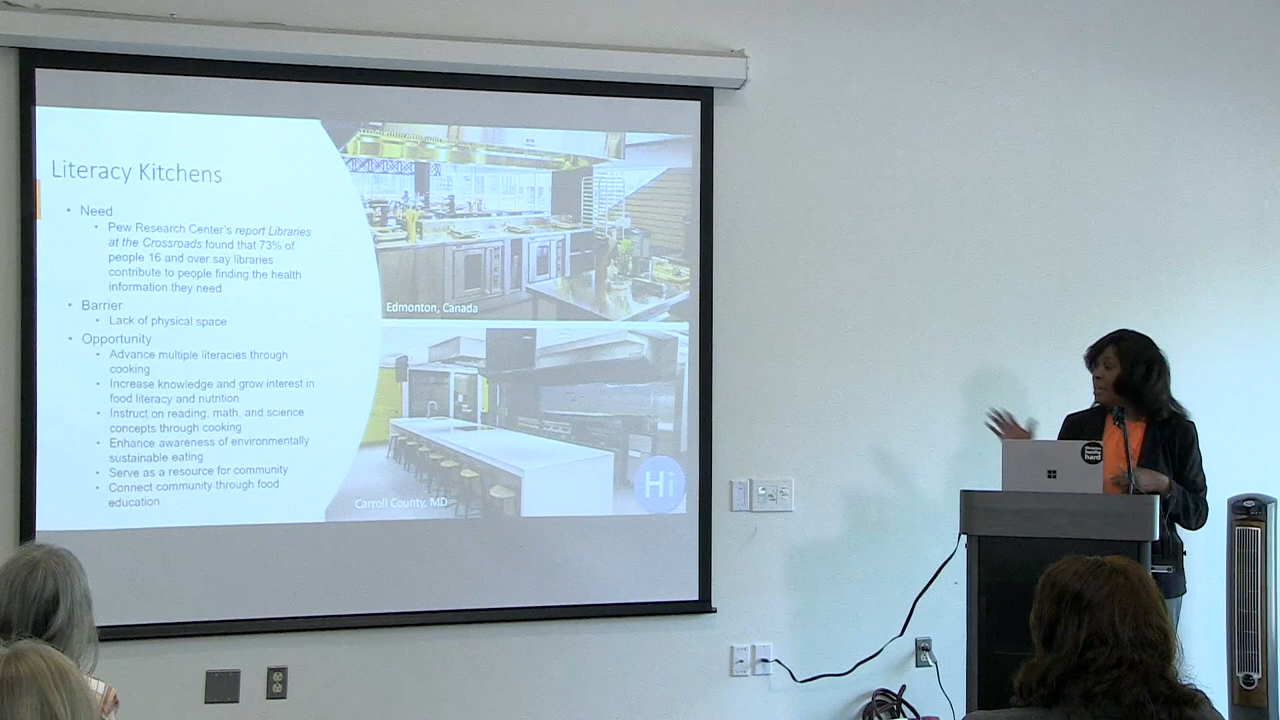 Literacy Kitchens
• Need
• Pew Research Center's report Libraries
at the Crossroads found that 73% of
people 16 and over say libraries
contribute to people finding the health
information they need
• Barrier
• Lack of physical space
• Opportunity
• Advance multiple literacies through
cooking
• Increase knowledge and grow interest in
food literacy and nutrition
• Instruct on reading, math, and science
concepts through cooking
• Enhance awareness of environmentally
sustainable eating
• Serve as a resource for community
• Connect community through food
education
Edmonton, Canada
Carroll County, MD
Hi
hard